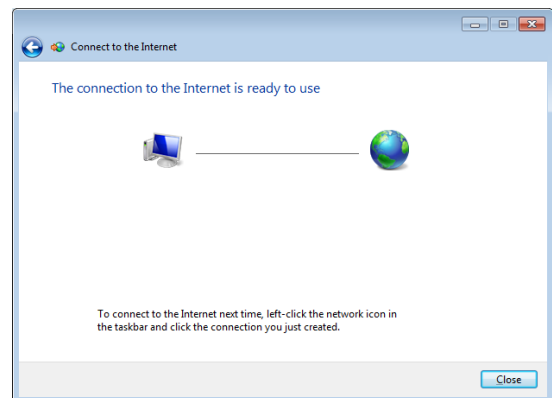 Connect to the Internet
The connection to the Internet is ready to use
To connect to the Internet next time, left-click the network icon in
the taskbar and click the connection you just created.
Close